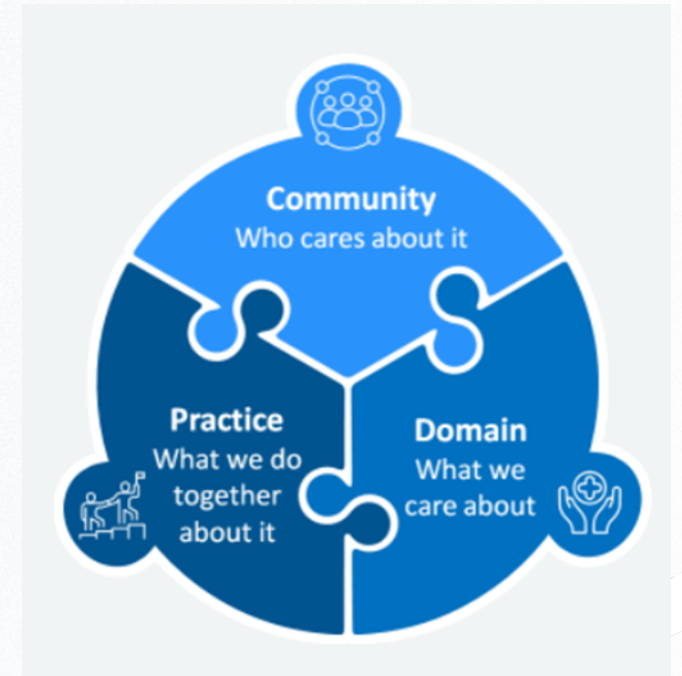 Community
Who cares about it
Practice
What we do
together
about it
Domain
What we
care about